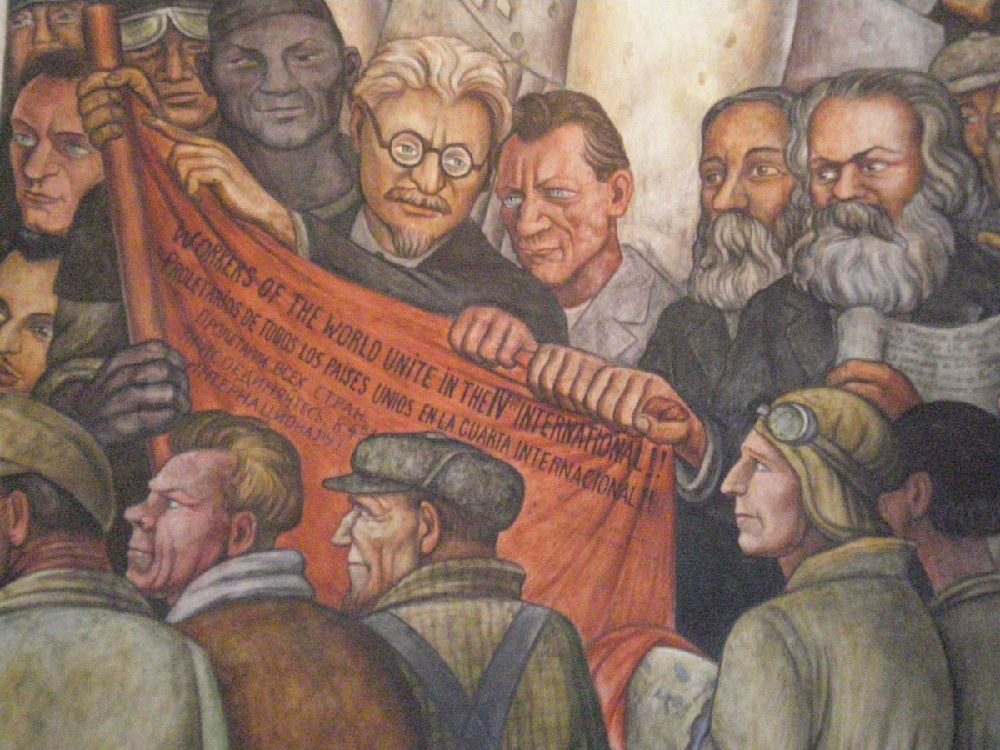 WORKERS OF THE WORLD UNITE IN THE IVTH INTERNATIONAL!!
PROLETARIOS DE TODOS LOS PAISES UNIOS EN LA CUARTA INTERNACIONAL
ПРОЛЕТАРИИ ВСЕХ СТРАН
К
ИНТЕРНАЦИОНАЛУ!!